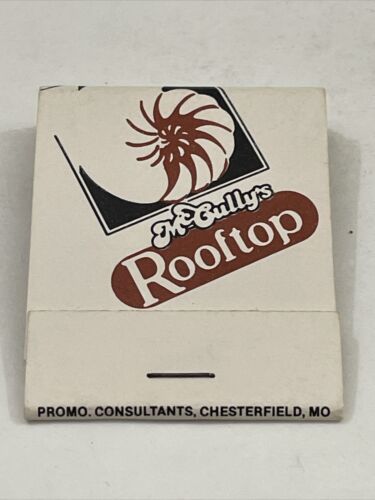 McCully's
Rooftop
PROMO. CONSULTANTS, CHESTERFIELD, MO